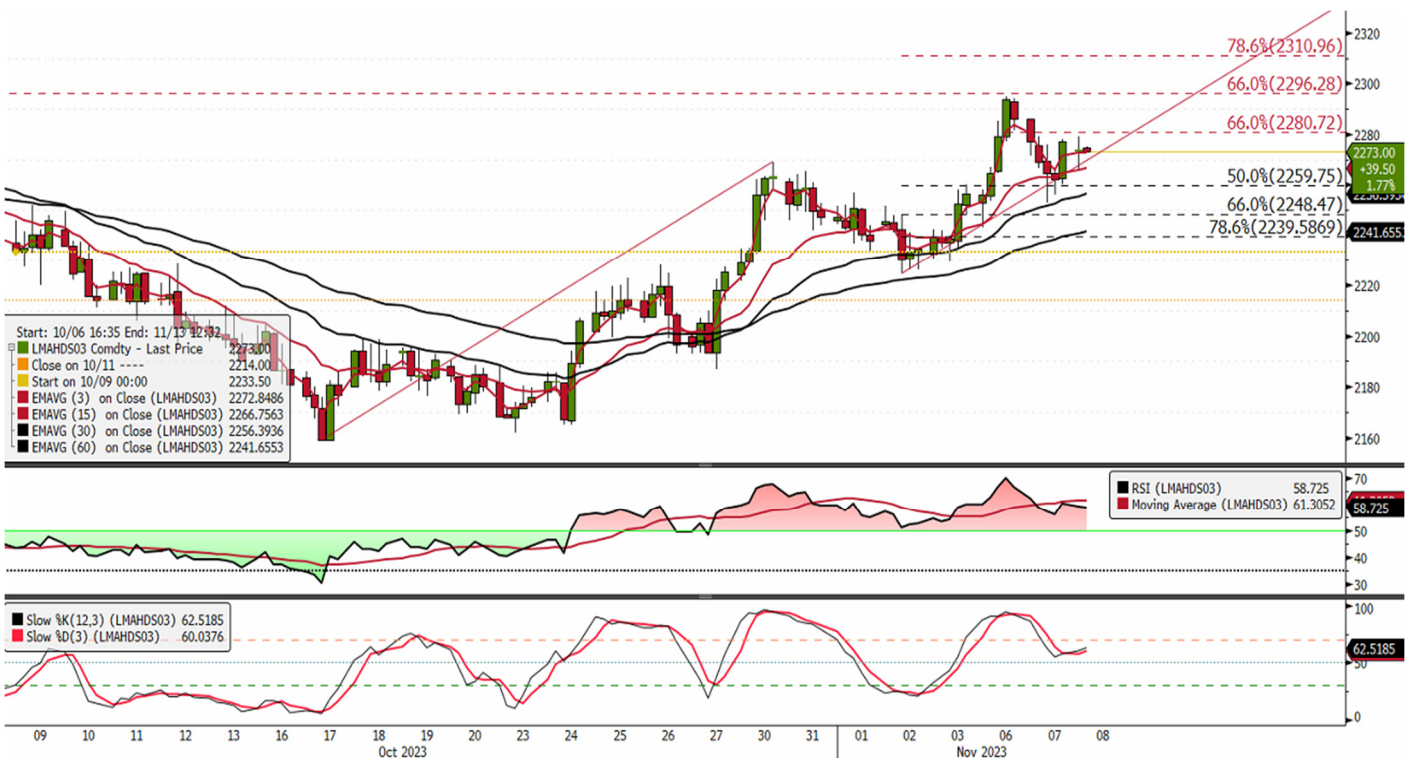 2320
78.6%(2310.96)
2300
66.0%(2296.28)
2280
66.0%(2280.72)
2273.00
+39.50
1.77%
50.0%(2259.75)
66.0%(2248.47)
78.6%(2239.5869)
2241.6553
2220
2200
2180
2160
Start: 10/06 16:35 End: 11/13 12:32
LMAHDS03 Comdty - Last Price 2273.00
Close on 10/11 ---- 2214.00
Start on 10/09 00:00 2233.50
EMAVG (3) on Close (LMAHDS03) 2272.8486
EMAVG (15) on Close (LMAHDS03) 2266.7563
EMAVG (30) on Close (LMAHDS03) 2256.3936
EMAVG (60) on Close (LMAHDS03) 2241.6553
RSI (LMAHDS03) 58.725
Moving Average (LMAHDS03) 61.3052
70
58.725
50
40
30
Slow %K(12,3) (LMAHDS03) 62.5185
Slow %D(3) (LMAHDS03) 60.0376
100
62.5185
50
0
09 10 11 12 13 16 17 18 19 20 23 24 25 26 27 30 31 01 02 03 06 07 08
Oct 2023 Nov 2023